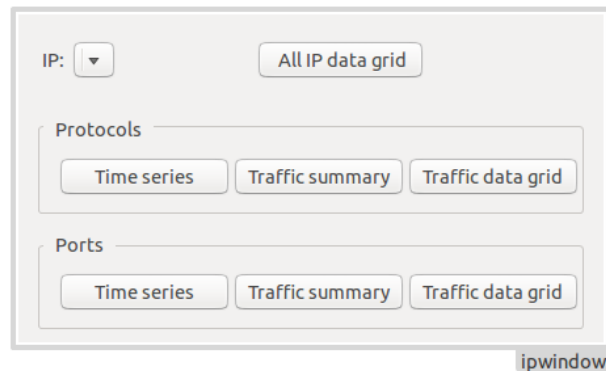 IP: All IP data grid
Protocols
Time series Traffic summary Traffic data grid
Ports
Time series Traffic summary Traffic data grid
ipwindow